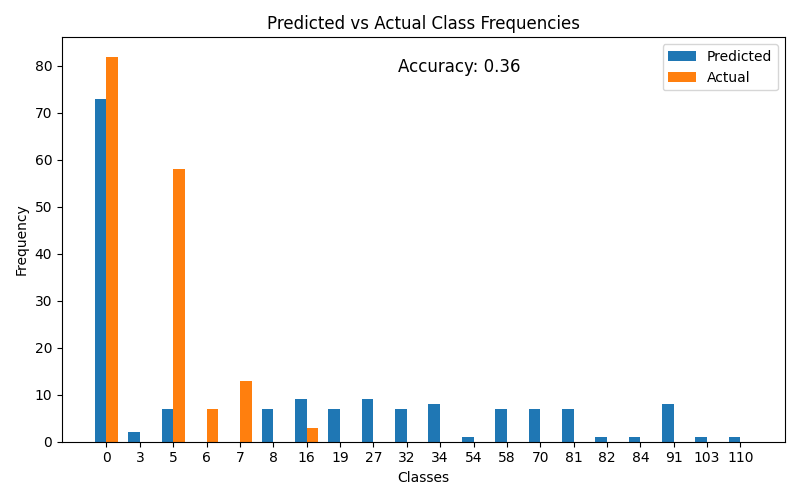 Predicted vs Actual Class Frequencies
Accuracy: 0.36
Predicted
Actual
Frequency
80
70
60
50
40
30
20
10
0
0 3 5 6 7 8 16 19 27 32 34 54 58 70 81 82 84 91 103 110
Classes